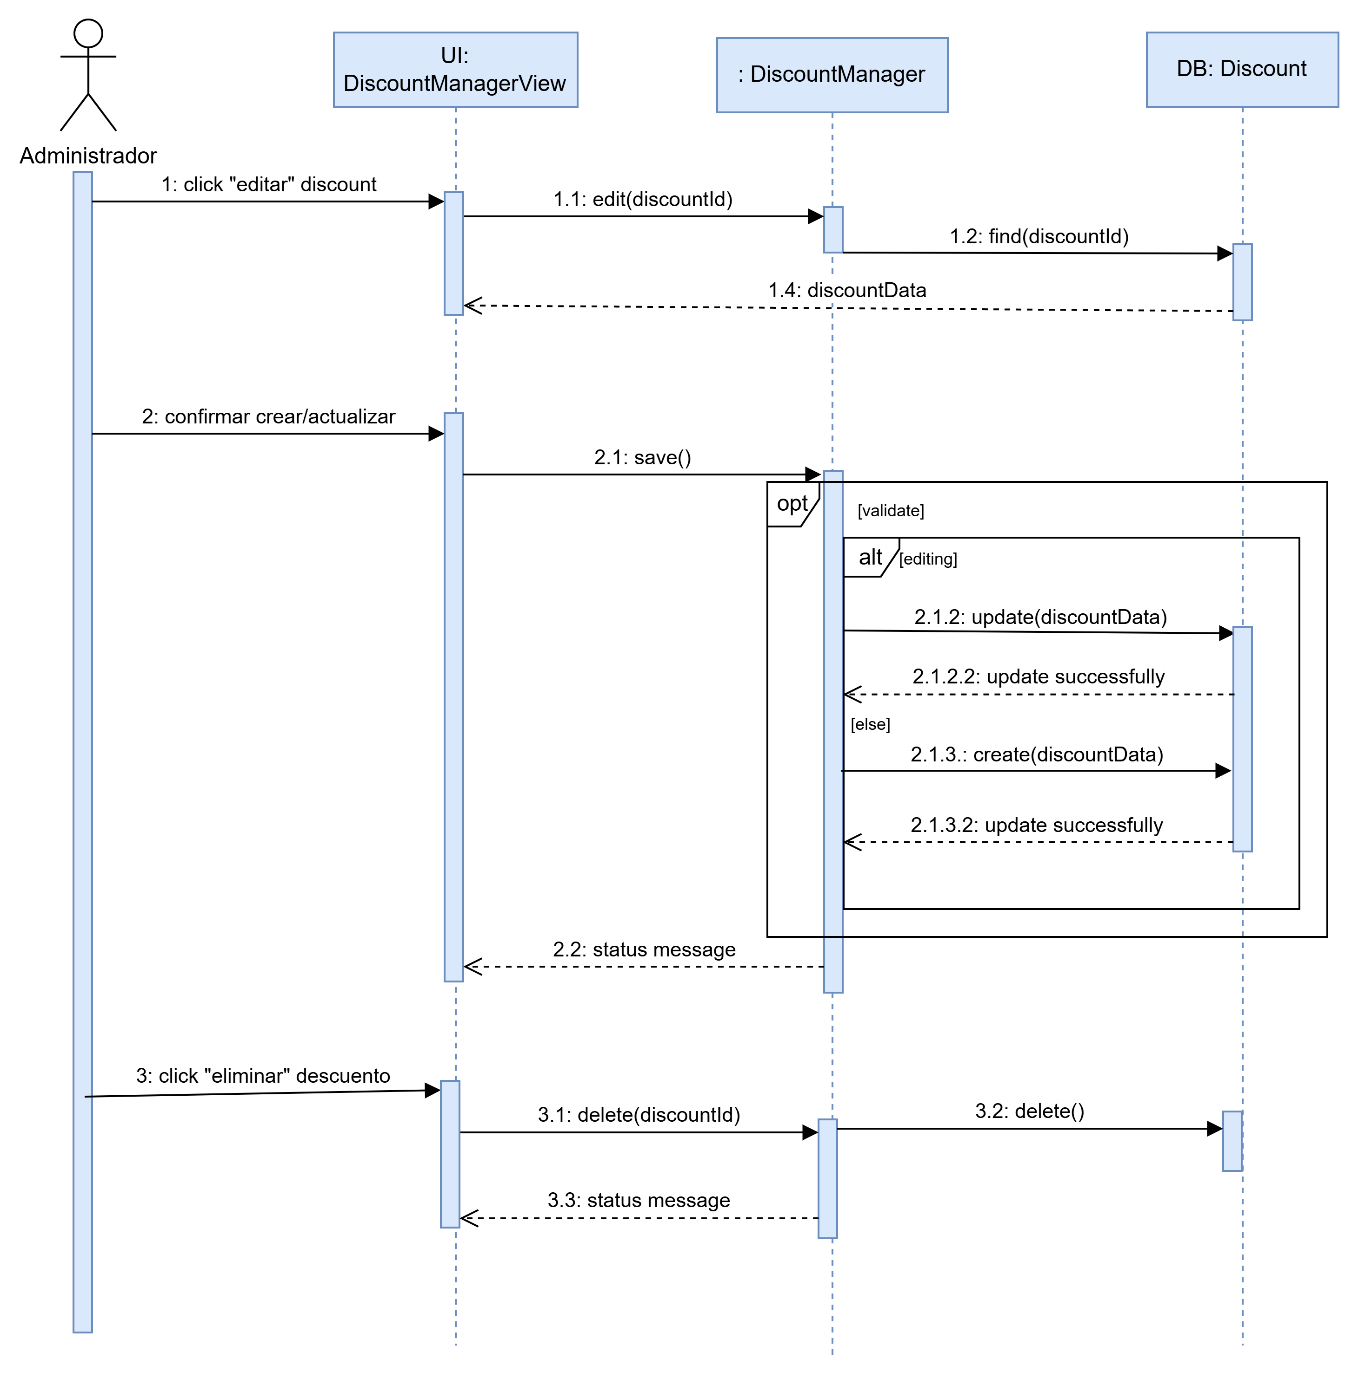 UI:
DiscountManagerView
: DiscountManager
DB: Discount
Administrador
1: click "editar" discount
1.1: edit(discountId)
1.2: find(discountId)
1.4: discountData
2: confirmar crear/actualizar
2.1: save()
opt
[validate]
alt
[editing]
2.1.2: update(discountData)
2.1.2.2: update successfully
[else]
2.1.3.: create(discountData)
2.1.3.2: update successfully
2.2: status message
3: click "eliminar" descuento
3.1: delete(discountId)
3.2: delete()
3.3: status message